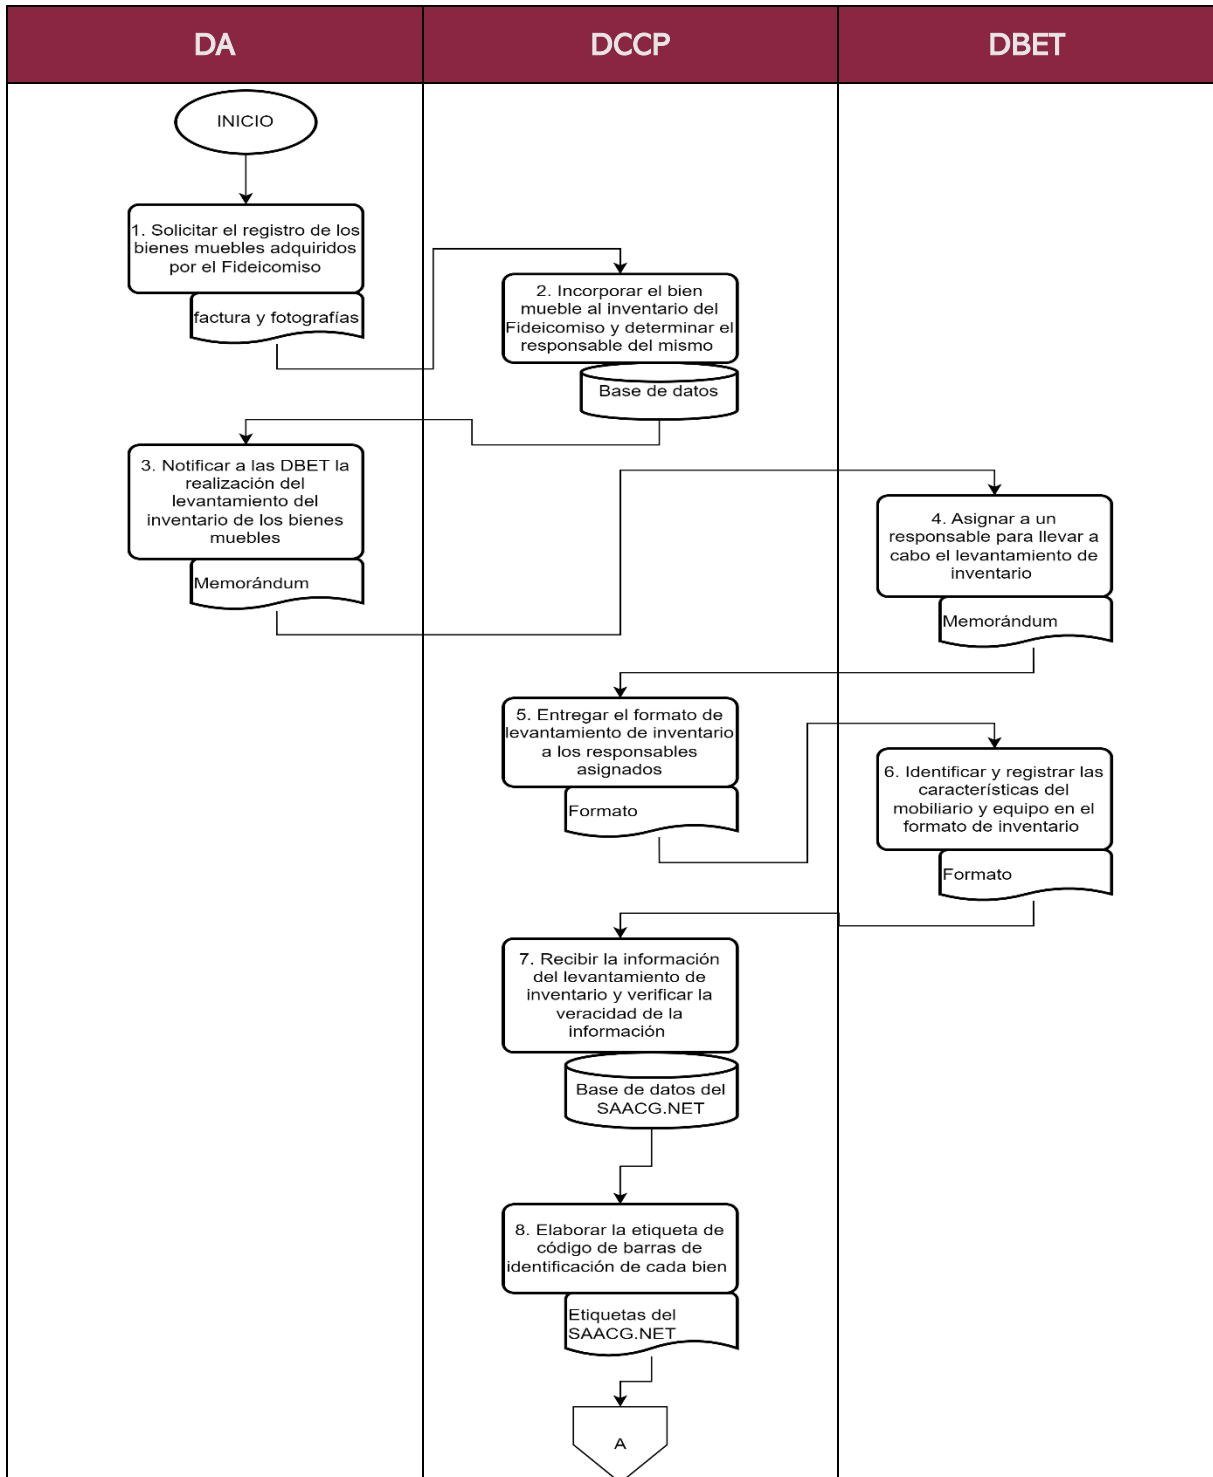 DA
DCCP
DBET
INICIO
1. Solicitar el registro de los
bienes muebles adquiridos
por el Fideicomiso
factura y fotografías
2. Incorporar el bien
mueble al inventario del
Fideicomiso y determinar el
responsable del mismo
Base de datos
3. Notificar a las DBET la
realización del
levantamiento del
inventario de los bienes
muebles
Memorándum
4. Asignar a un
responsable para llevar a
cabo el levantamiento de
inventario
Memorándum
5. Entregar el formato de
levantamiento de inventario
a los responsables
asignados
Formato
6. Identificar y registrar las
características del
mobiliario y equipo en el
formato de inventario
Formato
7. Recibir la información
del levantamiento de
inventario y verificar la
veracidad de la
información
Base de datos del
SAACG.NET
8. Elaborar la etiqueta de
código de barras de
identificación de cada bien
Etiquetas del
SAACG.NET
A